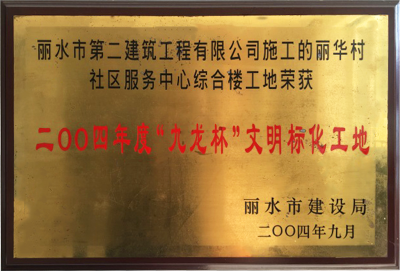 丽水市第二建筑工程有限公司施工的丽华村
社区服务中心综合楼工地荣获
二〇〇四年度“九龙杯”文明标化工地
丽水市建设局
二〇〇四年九月